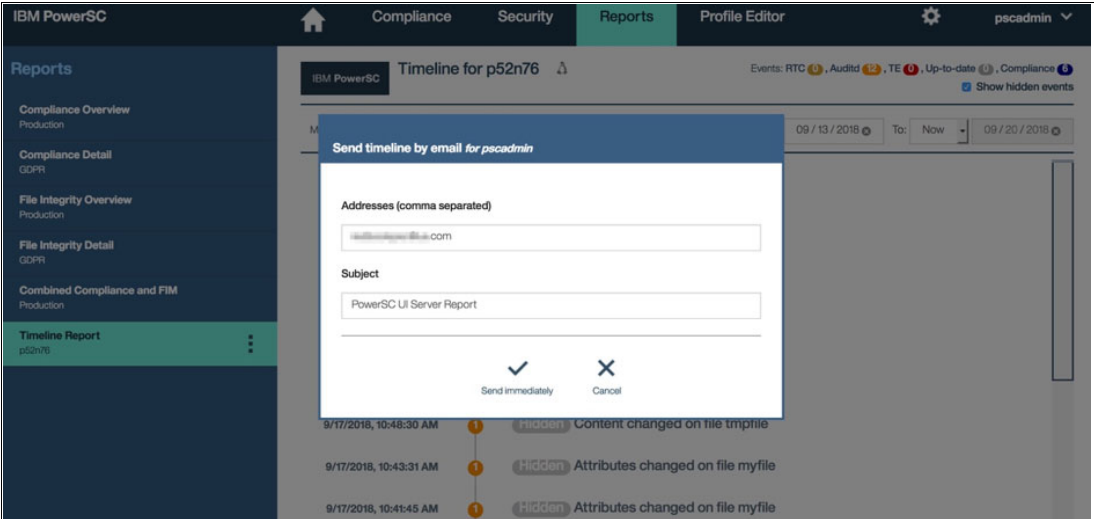 IBM PowerSC
Compliance
Security
Reports
Profile Editor
pscadmin
Reports
Compliance Overview
Production
Compliance Detail
GDPR
File Integrity Overview
Production
File Integrity Detail
GDPR
Combined Compliance and FIM
Production
Timeline Report
p52n76
IBM PowerSC
Timeline for p52n76
Events: RTC 0 , Auditd 12 , TE 0 , Up-to-date 0 , Compliance 6
Show hidden events
M
09 / 13 / 2018
To:
Now
09 / 20 / 2018
Send timeline by email for pscadmin
Addresses (comma separated)
.com
Subject
PowerSC UI Server Report
Send immediately
Cancel
9/17/2018, 10:48:30 AM 1 Hidden Content changed on file tmpfile
9/17/2018, 10:43:31 AM 1 Hidden Attributes changed on file myfile
9/17/2018, 10:41:45 AM 1 Hidden Attributes changed on file myfile